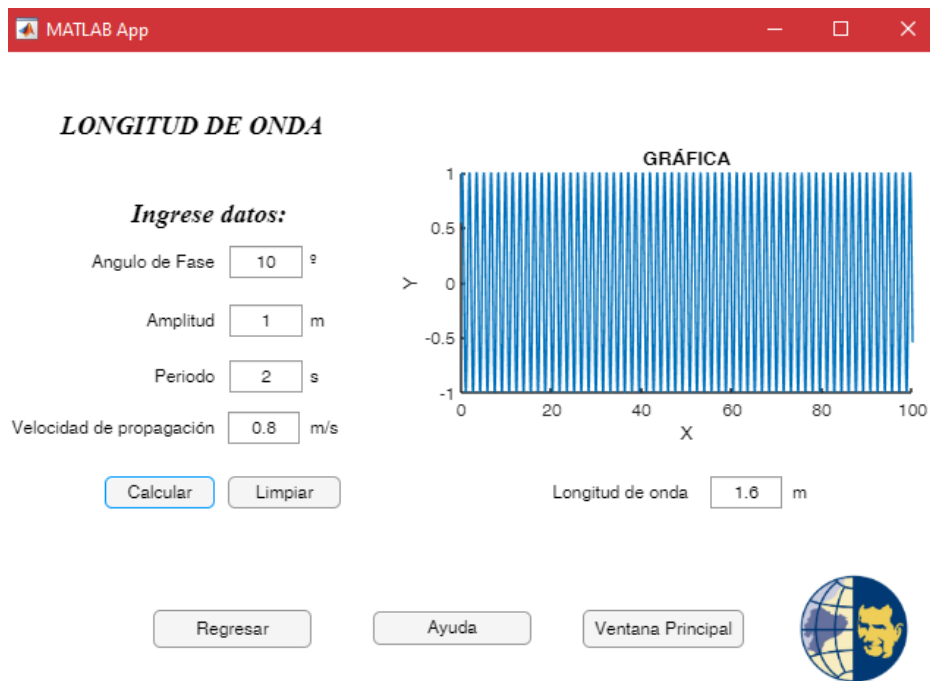 MATLAB App
LONGITUD DE ONDA
Ingrese datos:
Angulo de Fase 10 º
Amplitud 1 m
Periodo 2 s
Velocidad de propagación 0.8 m/s
Calcular Limpiar
GRÁFICA
1
0.5
0
-0.5
-1
Y
0 20 40 60 80 100
X
Longitud de onda 1.6 m
Regresar Ayuda Ventana Principal